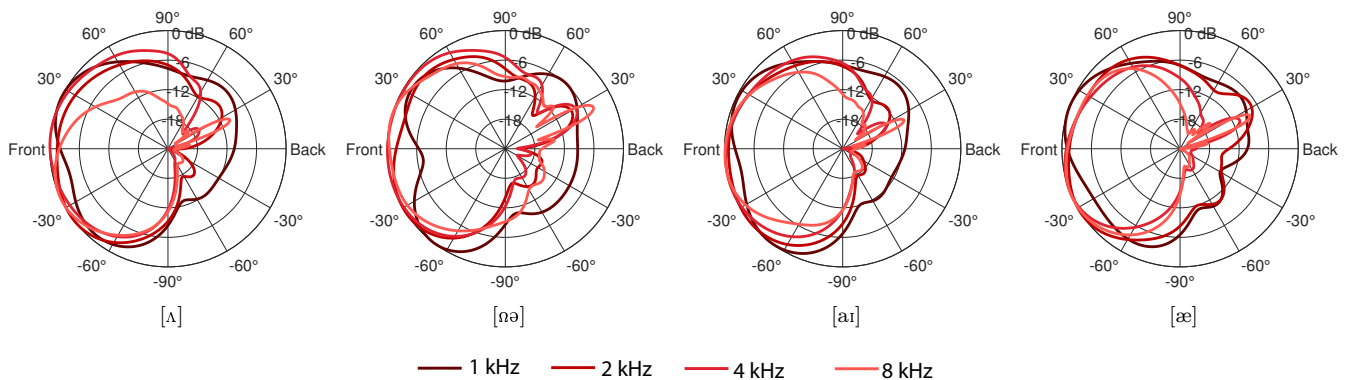 90° 90° 90° 90°
60° 0 dB 60° 60° 0 dB 60° 60° 0 dB 60° 60° 0 dB 60°
-6 -6 -6 -6
30° 30° 30° 30° 30° 30° 30° 30°
-12 -12 -12 -12
-18 -18 -18 -18
Front Back Front Back Front Back Front Back
-30° -30° -30° -30° -30° -30° -30° -30°
-60° -60° -60° -60° -60° -60° -60° -60°
-90° -90° -90° -90°
[ʌ] [ɷə] [aɪ] [æ]
1 kHz 2 kHz 4 kHz 8 kHz